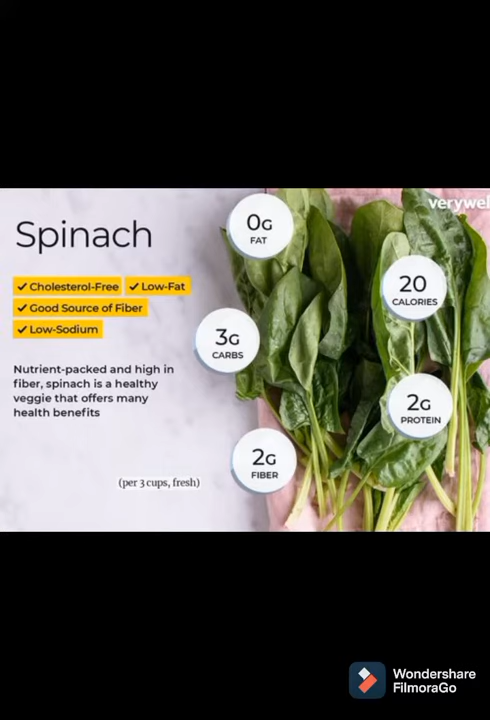 verywel
Spinach
✓ Cholesterol-Free ✓ Low-Fat
✓ Good Source of Fiber
✓ Low-Sodium
Nutrient-packed and high in
fiber, spinach is a healthy
veggie that offers many
health benefits
(per 3 cups, fresh)
0G
FAT
20
CALORIES
3G
CARBS
2G
PROTEIN
2G
FIBER
Wondershare
FilmoraGo